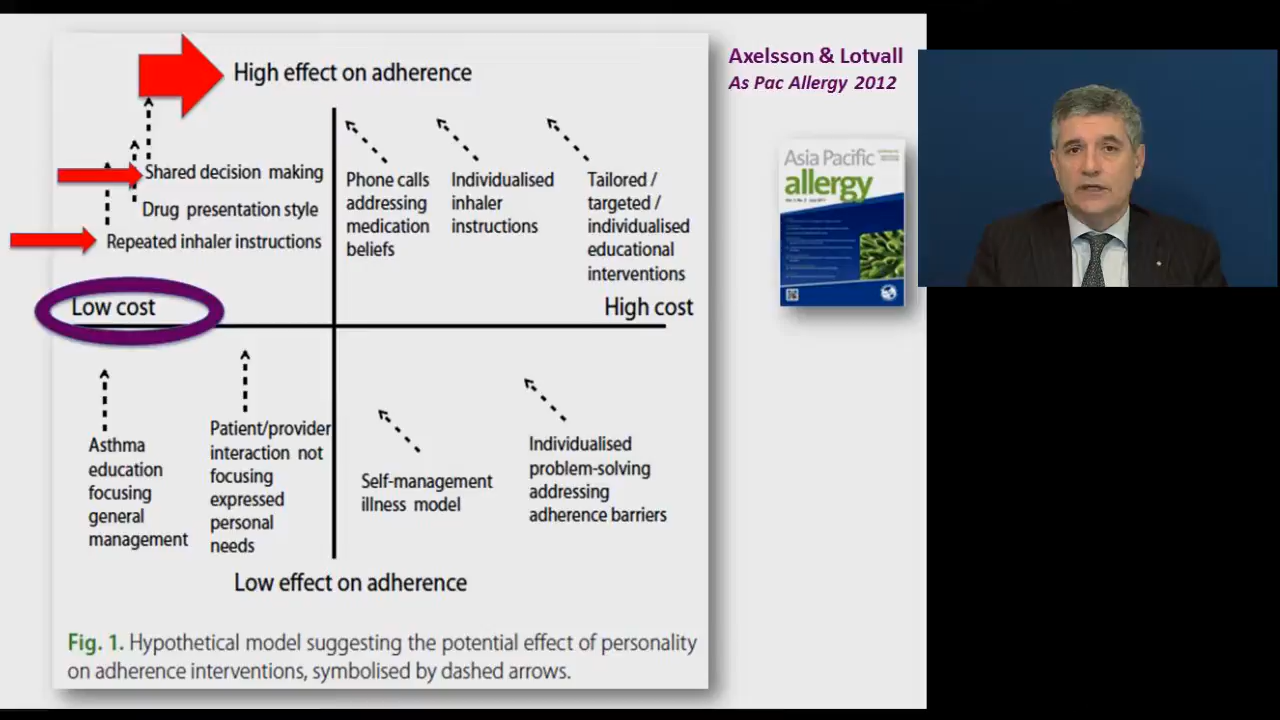 High effect on adherence
Shared decision making
Drug presentation style
Repeated inhaler instructions
Phone calls
addressing
medication
beliefs
Individualised
inhaler
instructions
Tailored /
targeted /
individualised
educational
interventions
Low cost
High cost
Asthma
education
focusing
general
management
Patient/provider
interaction not
focusing
expressed
personal
needs
Self-management
illness model
Individualised
problem-solving
addressing
adherence barriers
Low effect on adherence
Fig. 1. Hypothetical model suggesting the potential effect of personality
on adherence interventions, symbolised by dashed arrows.
Axelsson & Lotvall
As Pac Allergy 2012
Asia Pacific
allergy